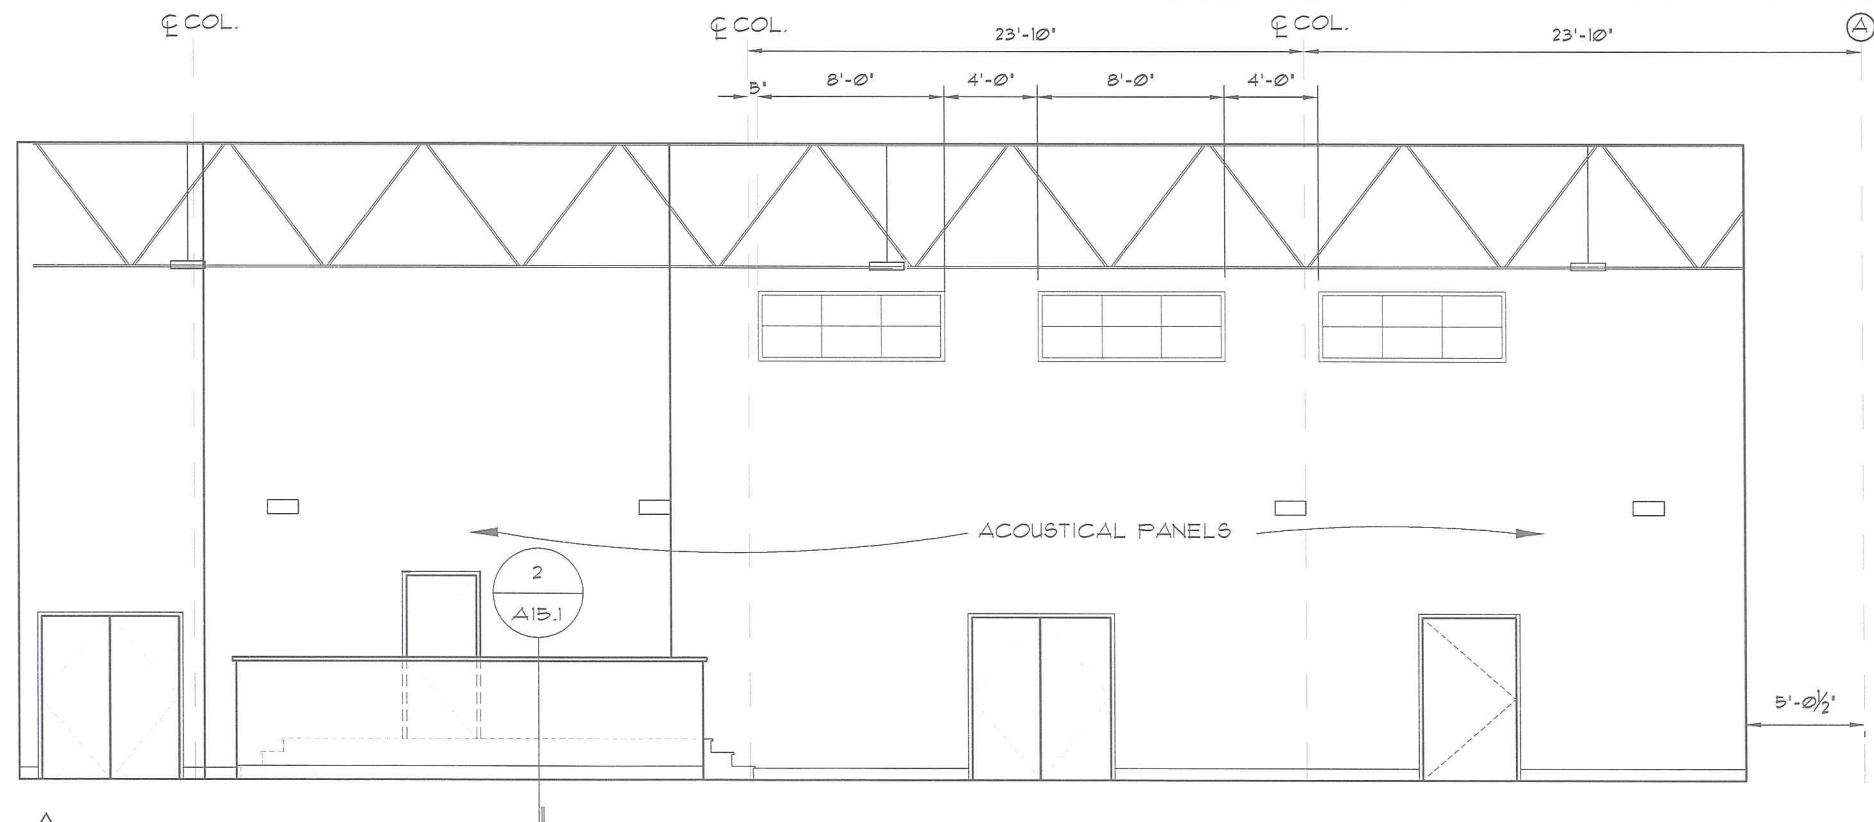 ℄ COL.
℄ COL.
℄ COL.
A
23'-10"
23'-10"
5"
8'-0"
4'-0"
8'-0"
4'-0"
ACOUSTICAL PANELS
2
A15.1
5'-0½"